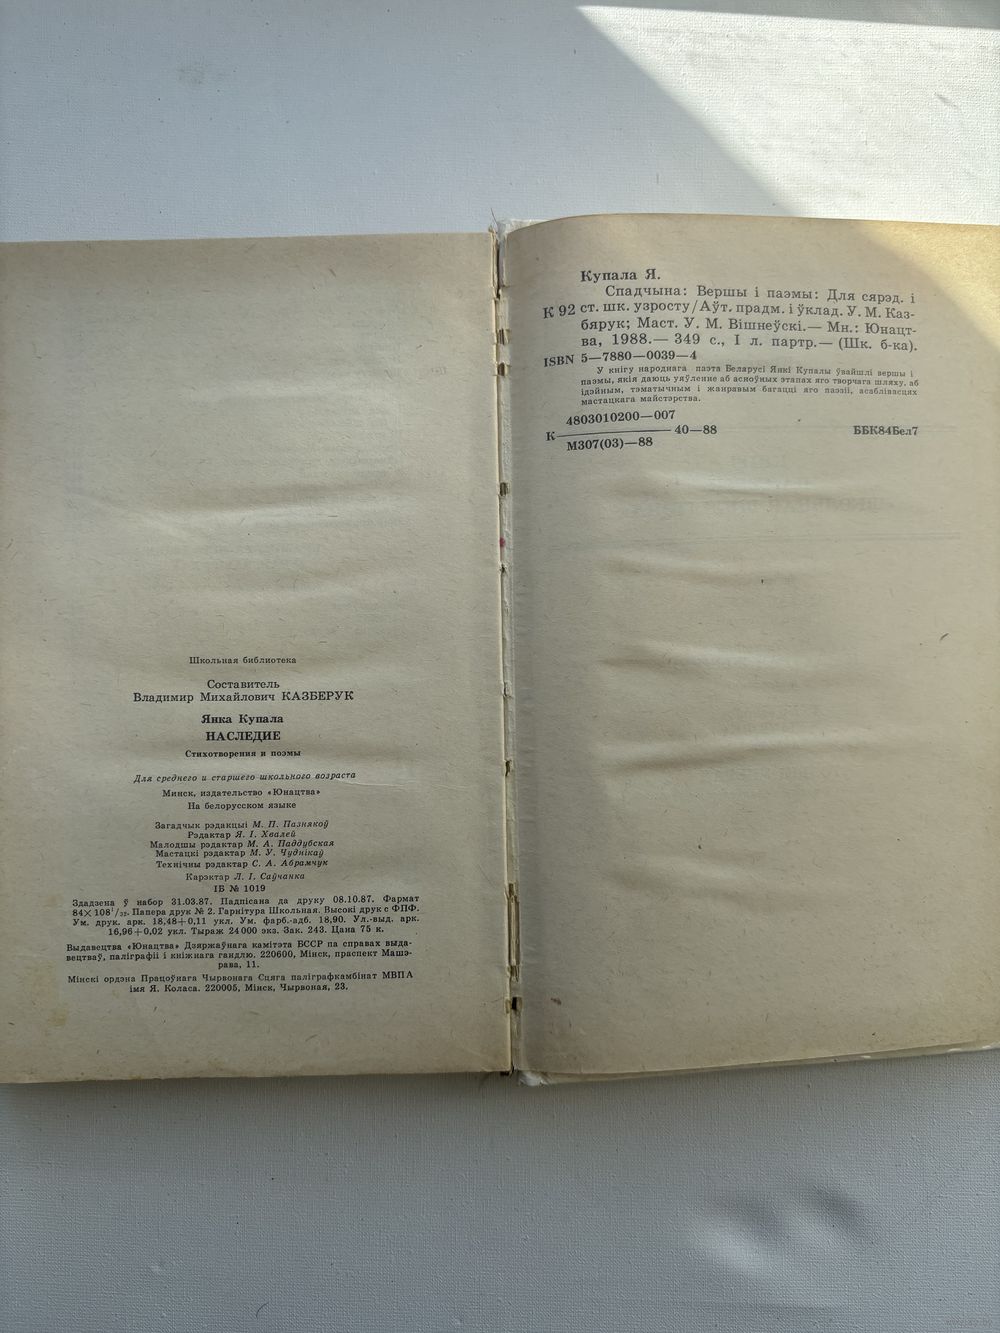 Школьная библиотека
Составитель
Владимир Михайлович КАЗБЕРУК
Янка Купала
НАСЛЕДИЕ
Стихотворения и поэмы
Для среднего и старшего школьного возраста
Минск, издательство «Юнацтва»
На белорусском языке
Загадчык рэдакцыі М. П. Пазнякоў
Рэдактар Я. І. Хвалей
Малодшы рэдактар М. А. Паддубская
Мастацкі рэдактар М. У. Чуднікаў
Тэхнічны рэдактар С. А. Абрамчук
Карэктар Л. І. Саўчанка
ІБ № 1019
Здадзена ў набор 31.03.87. Падпісана да друку 08.10.87. Фармат
84×108¹/₃₂. Папера друк № 2. Гарнітура Школьная. Высокі друк с ФПФ.
Ум. друк. арк. 18,48+0,11 укл. Ум. фарб.-адб. 18,90. Ул.-выд. арк.
16,96+0,02 укл. Тыраж 24 000 экз. Зак. 243. Цана 75 к.
Выдавецтва «Юнацтва» Дзяржаўнага камітэта БССР па справах выда-
вецтваў, паліграфіі і кніжнага гандлю. 220600, Мінск, праспект Машэ-
рава, 11.
Мінскі ордэна Працоўнага Чырвонага Сцяга паліграфкамбінат МВПА
імя Я. Коласа. 220005, Мінск, Чырвоная, 23.
Купала Я.
Спадчына: Вершы і паэмы: Для сярэд. і
К 92 ст. шк. узросту/Аўт. прадм. і ўклад. У. М. Каз-
бярук; Маст. У. М. Вішнеўскі.— Мн.: Юнацт-
ва, 1988.— 349 с., І л. партр.— (Шк. б-ка).
ISBN 5—7880—0039—4
У кнігу народнага паэта Беларусі Янкі Купалы ўвайшлі вершы і
паэмы, якія даюць уяўленне аб асноўных этапах яго творчага шляху, аб
ідэйным, тэматычным і жанравым багацці яго паэзіі, асаблівасцях
мастацкага майстэрства.
4803010200—007
К 40—88 ББК84Бел7
М307(03)—88